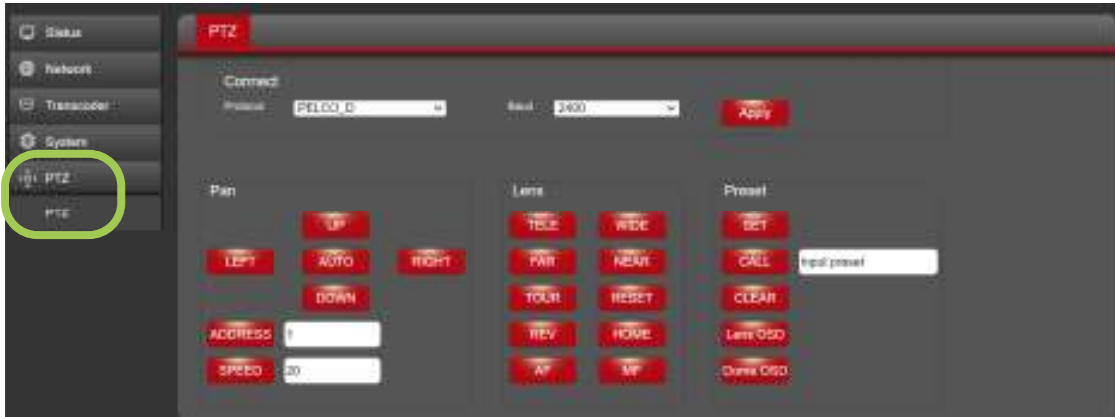 Status
Network
Transcoder
System
PTZ
PTZ
PTZ
Connect
Protocol PELCO_D Baud 2400 Apply
Pan
UP
LEFT AUTO RIGHT
DOWN
ADDRESS 1
SPEED 20
Lens
TELE WIDE
FAR NEAR
TOUR RESET
REV HOME
AF MF
Preset
SET
CALL Input preset
CLEAR
Lens OSD
Dome OSD